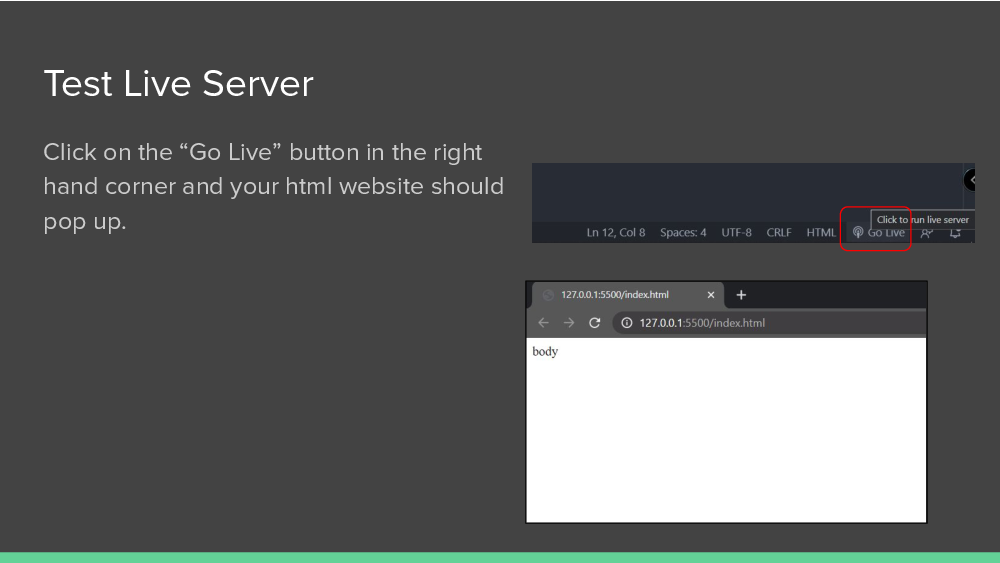 Test Live Server
Click on the “Go Live” button in the right
hand corner and your html website should
pop up.
Click to run live server
Ln 12, Col 8 Spaces: 4 UTF-8 CRLF HTML Go Live
127.0.0.1:5500/index.html
127.0.0.1:5500/index.html
body